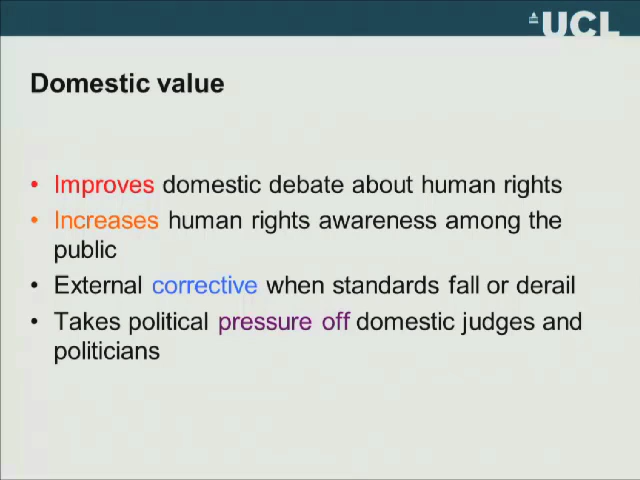 UCL
Domestic value
• Improves domestic debate about human rights
• Increases human rights awareness among the
public
• External corrective when standards fall or derail
• Takes political pressure off domestic judges and
politicians